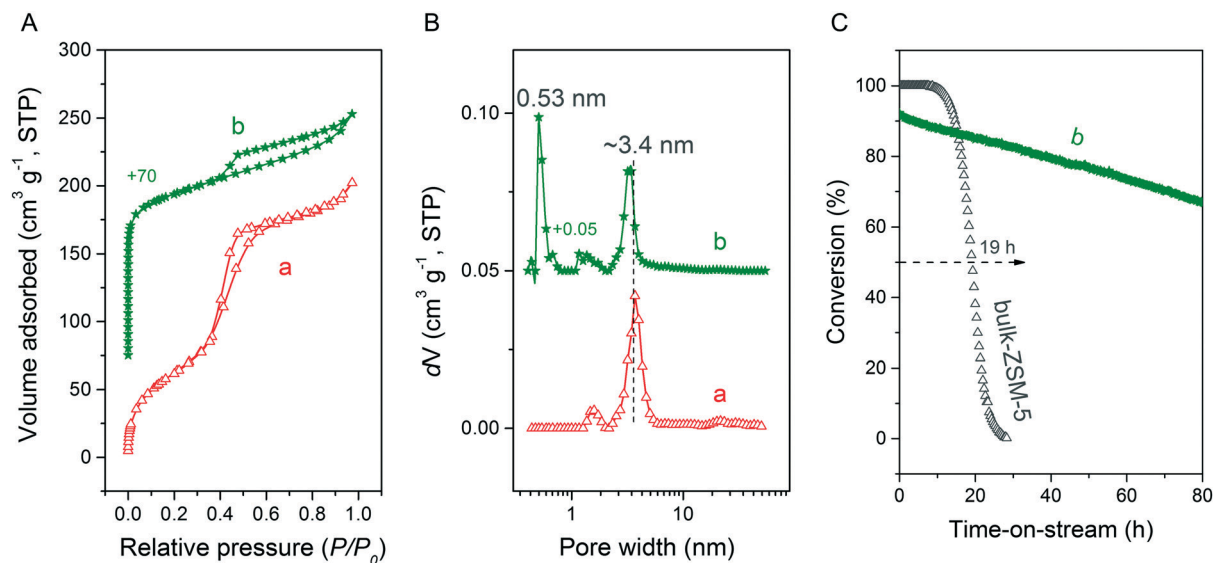 A
300
250
200
150
100
50
0
Volume adsorbed (cm³ g⁻¹, STP)
b
+70
a
0.0 0.2 0.4 0.6 0.8 1.0
Relative pressure (P/P₀)
B
0.53 nm
~3.4 nm
0.10
0.05
0.00
dV (cm³ g⁻¹, STP)
+0.05
b
a
1 10
Pore width (nm)
C
100
80
60
40
20
0
Conversion (%)
b
19 h
bulk-ZSM-5
0 20 40 60 80
Time-on-stream (h)